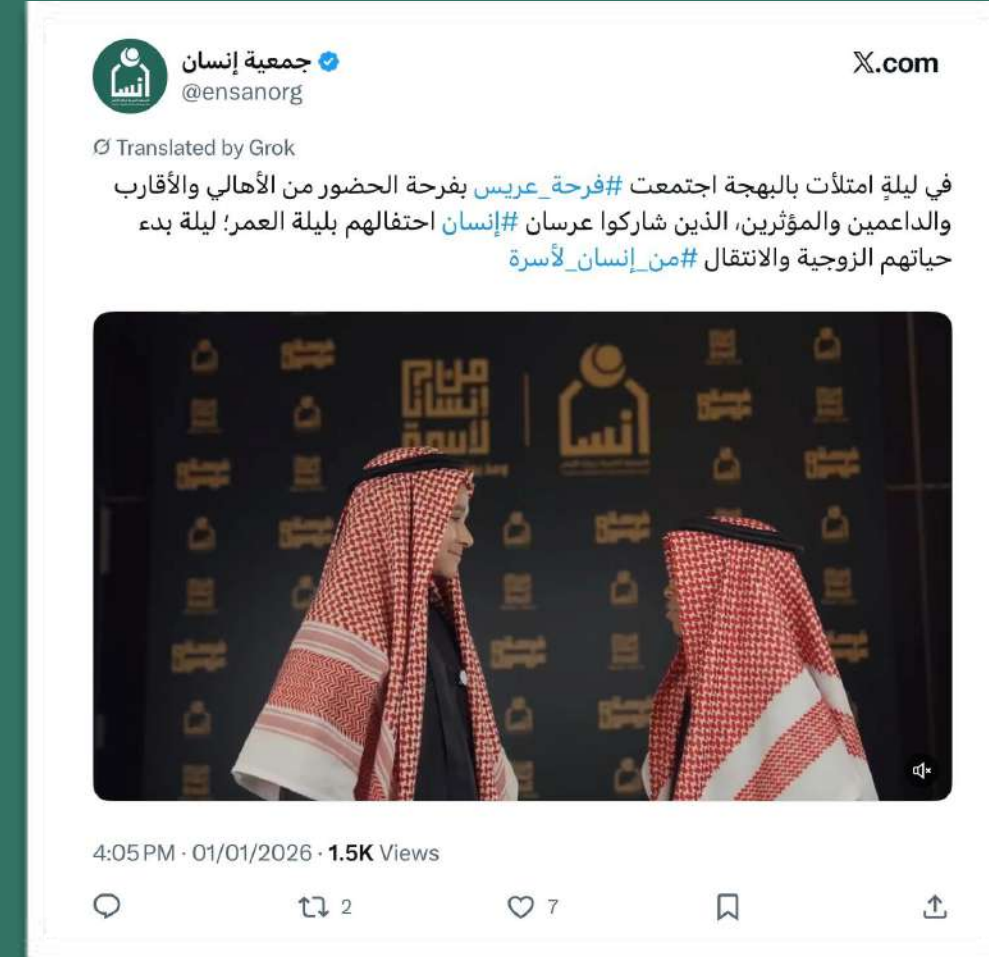 جمعية إنسان
X.com
@ensanorg
Translated by Grok
في ليلةٍ امتلأت بالبهجة اجتمعت #فرحة_عريس بفرحة الحضور من الأهالي والأقارب
والداعمين والمؤثرين، الذين شاركوا عرسان #إنسان احتفالهم بليلة العمر؛ ليلة بدء
حياتهم الزوجية والانتقال #من_إنسان_لأسرة
من إنسان
لأسرة
إنسان
4:05 PM · 01/01/2026 · 1.5K Views
2
7